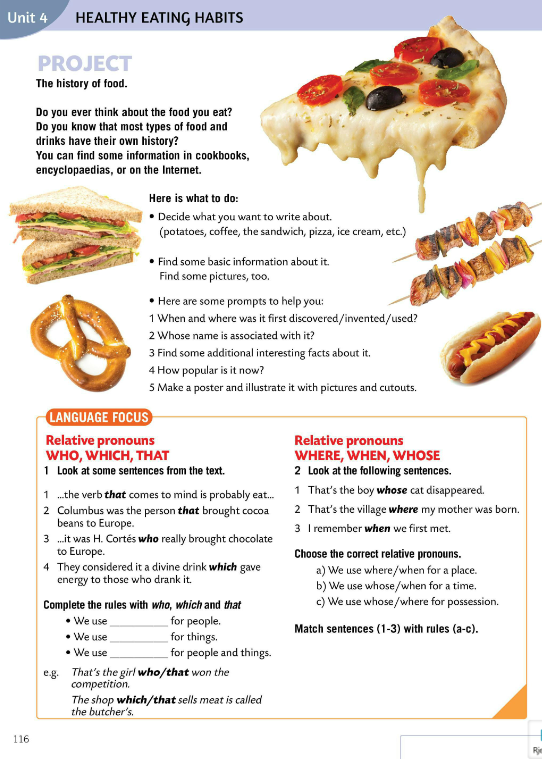 Unit 4
HEALTHY EATING HABITS
PROJECT
The history of food.
Do you ever think about the food you eat?
Do you know that most types of food and
drinks have their own history?
You can find some information in cookbooks,
encyclopaedias, or on the Internet.
Here is what to do:
• Decide what you want to write about.
(potatoes, coffee, the sandwich, pizza, ice cream, etc.)
• Find some basic information about it.
Find some pictures, too.
• Here are some prompts to help you:
1 When and where was it first discovered/invented/used?
2 Whose name is associated with it?
3 Find some additional interesting facts about it.
4 How popular is it now?
5 Make a poster and illustrate it with pictures and cutouts.
LANGUAGE FOCUS
Relative pronouns
WHO, WHICH, THAT
1 Look at some sentences from the text.
1 ...the verb that comes to mind is probably eat...
2 Columbus was the person that brought cocoa
beans to Europe.
3 ...it was H. Cortés who really brought chocolate
to Europe.
4 They considered it a divine drink which gave
energy to those who drank it.
Complete the rules with who, which and that
• We use __________ for people.
• We use __________ for things.
• We use __________ for people and things.
e.g. That's the girl who/that won the
competition.
The shop which/that sells meat is called
the butcher's.
Relative pronouns
WHERE, WHEN, WHOSE
2 Look at the following sentences.
1 That's the boy whose cat disappeared.
2 That's the village where my mother was born.
3 I remember when we first met.
Choose the correct relative pronouns.
a) We use where/when for a place.
b) We use whose/when for a time.
c) We use whose/where for possession.
Match sentences (1-3) with rules (a-c).
116